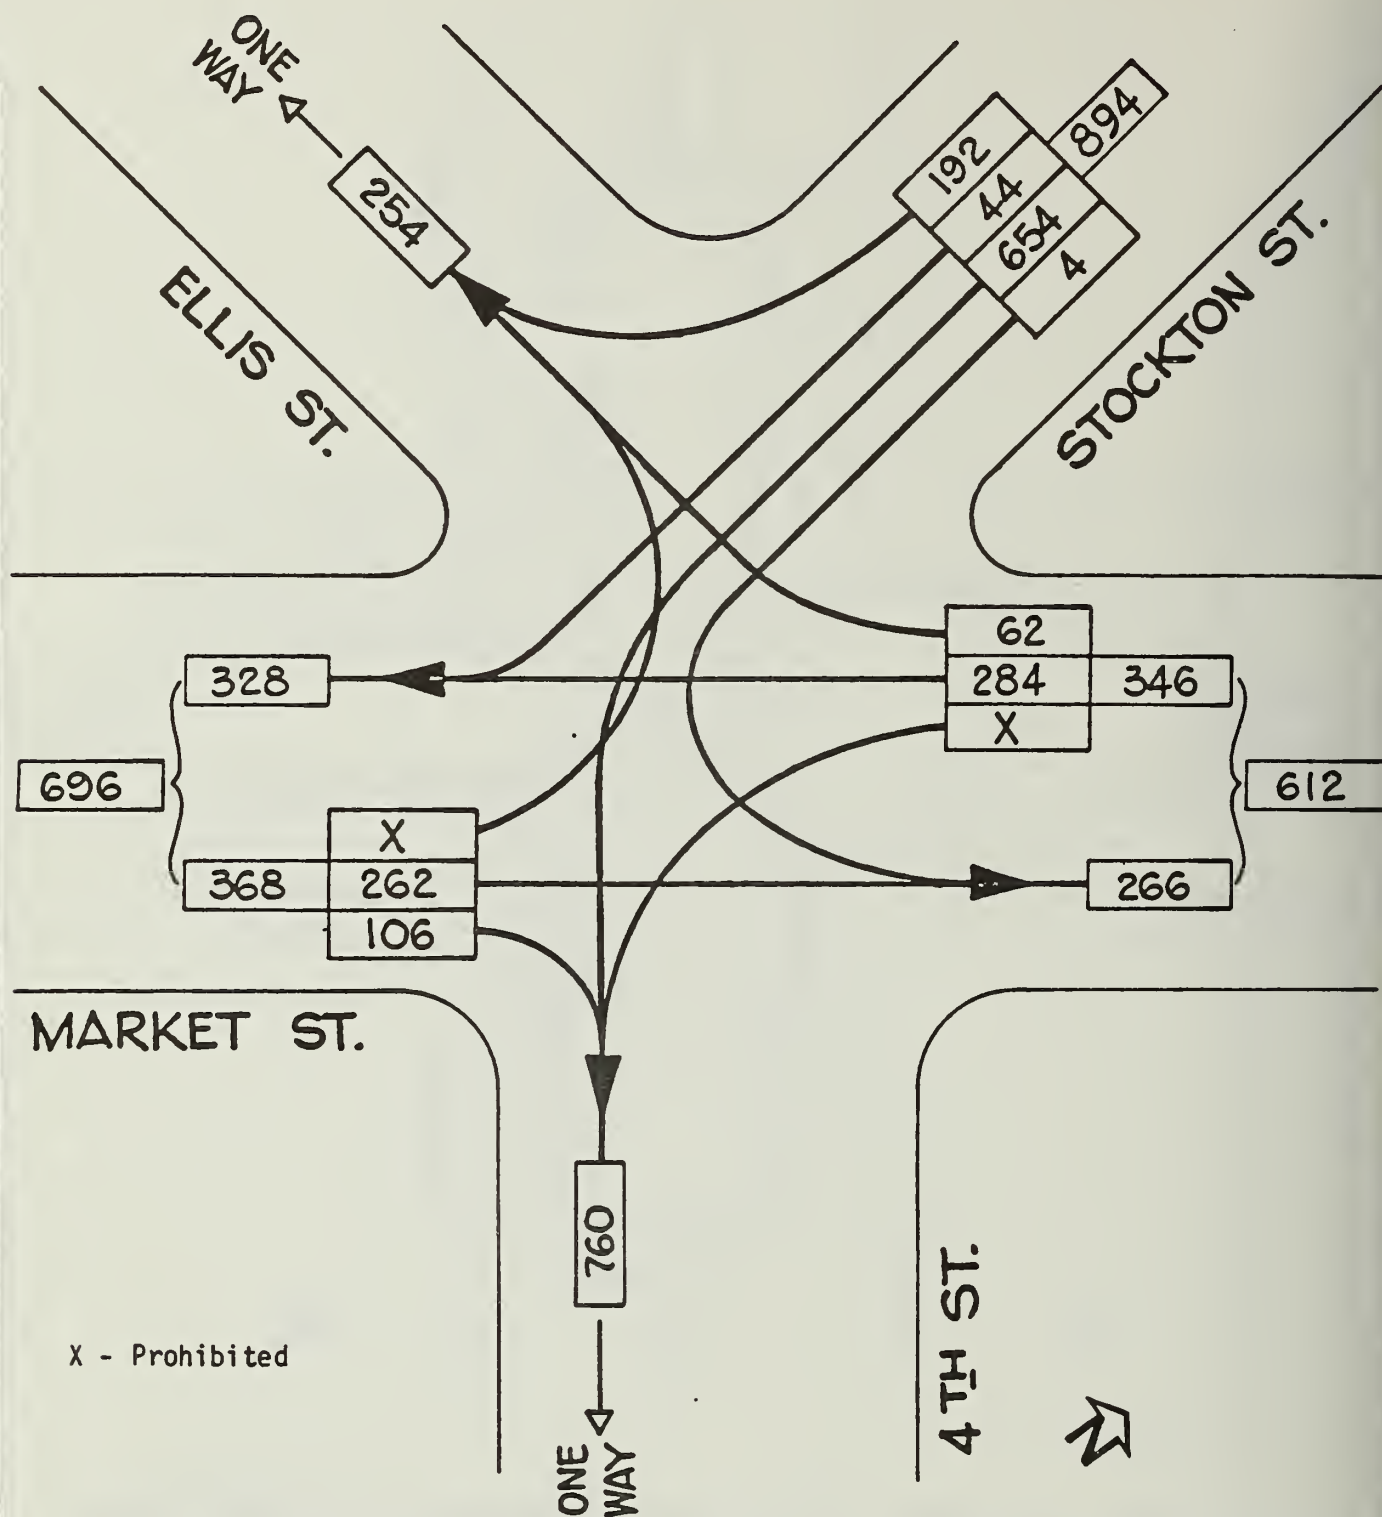 ONE
WAY
254
192
44
654
4
894
ELLIS ST.
STOCKTON ST.
62
284
346
X
328
696
612
X
368
262
106
266
MARKET ST.
760
4TH ST.
X - Prohibited
ONE
WAY
N